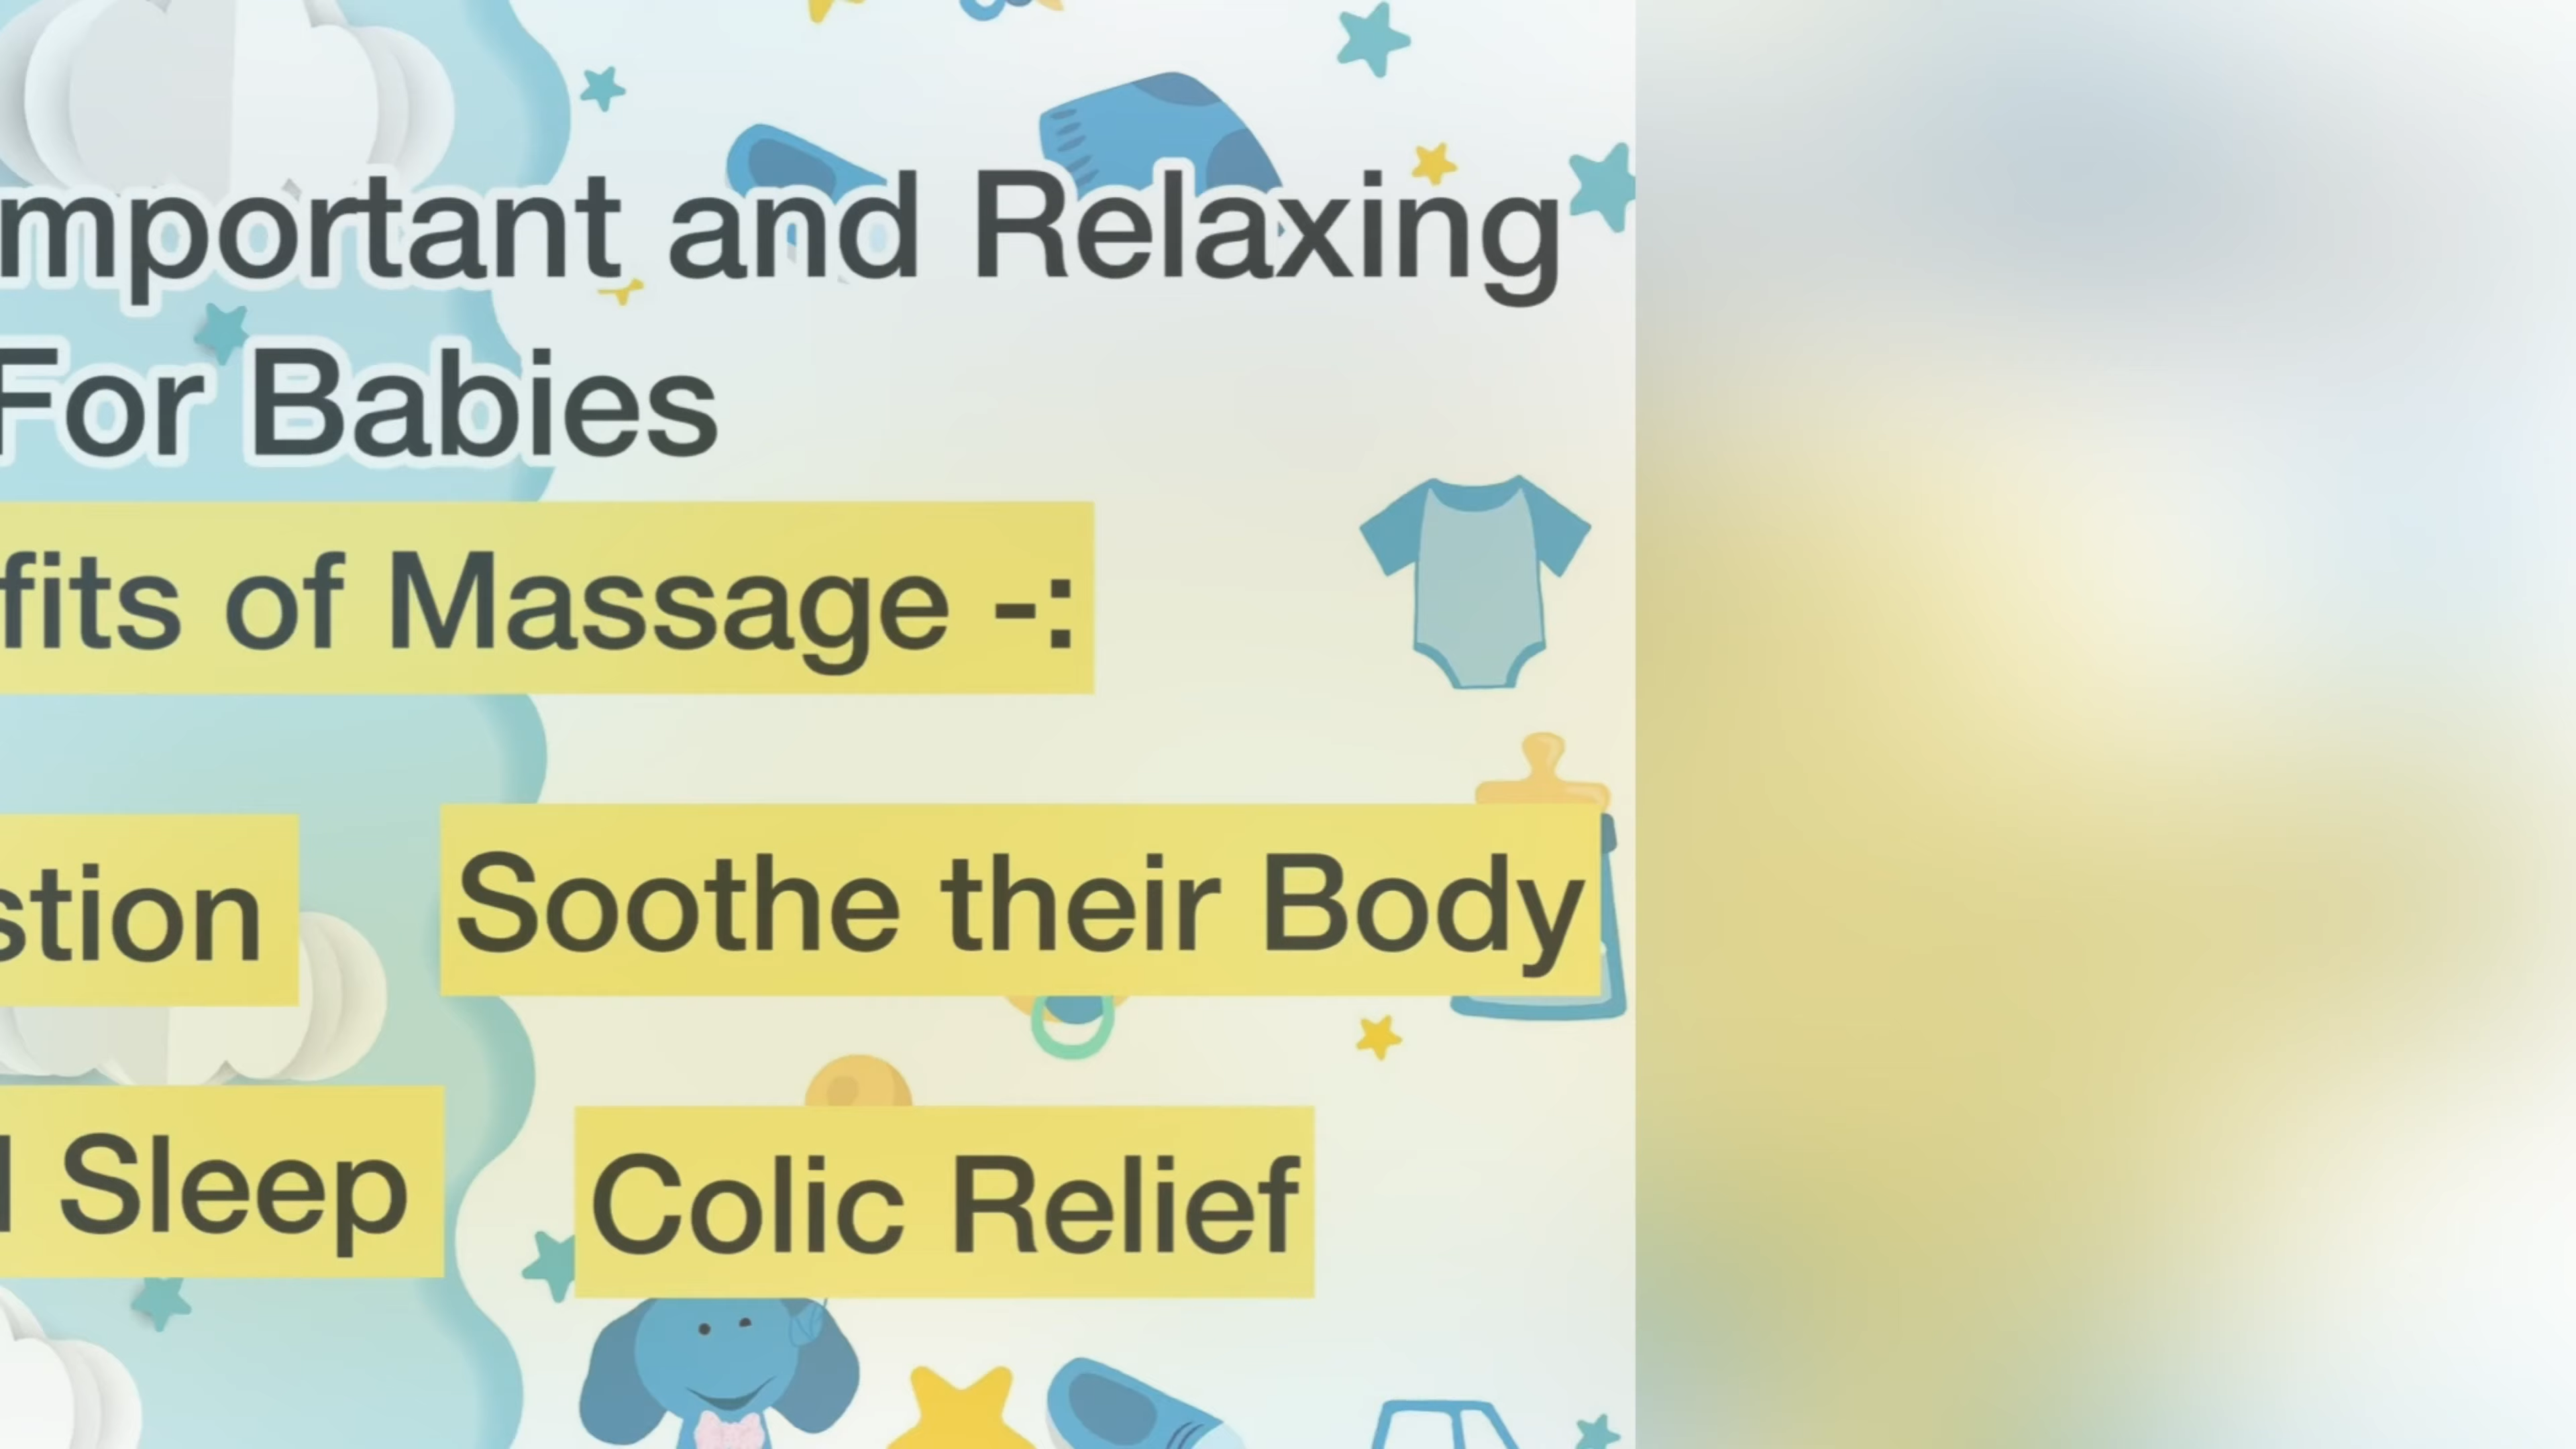 mportant and Relaxing
For Babies
fits of Massage -:
stion Soothe their Body
Sleep Colic Relief